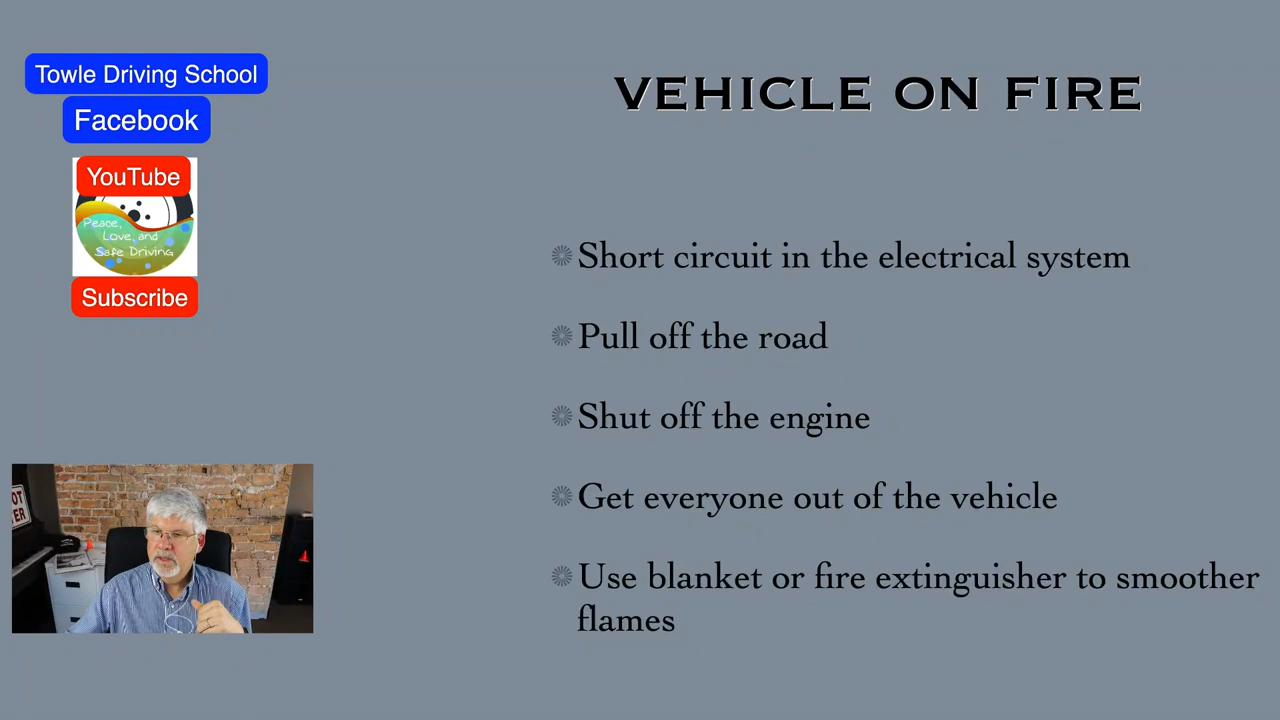 Towle Driving School
Facebook
YouTube
Peace,
Love, and
Safe Driving
Subscribe
VEHICLE ON FIRE
Short circuit in the electrical system
Pull off the road
Shut off the engine
Get everyone out of the vehicle
Use blanket or fire extinguisher to smoother
flames